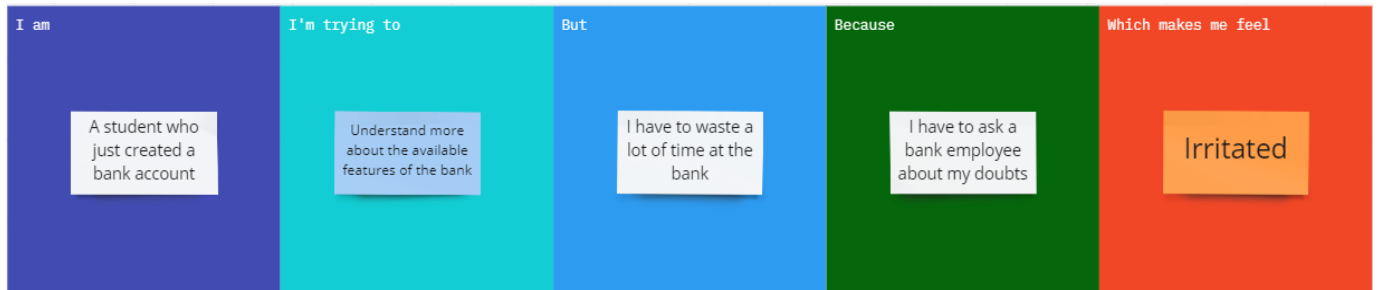 I am
A student who
just created a
bank account
I'm trying to
Understand more
about the available
features of the bank
But
I have to waste a
lot of time at the
bank
Because
I have to ask a
bank employee
about my doubts
Which makes me feel
Irritated